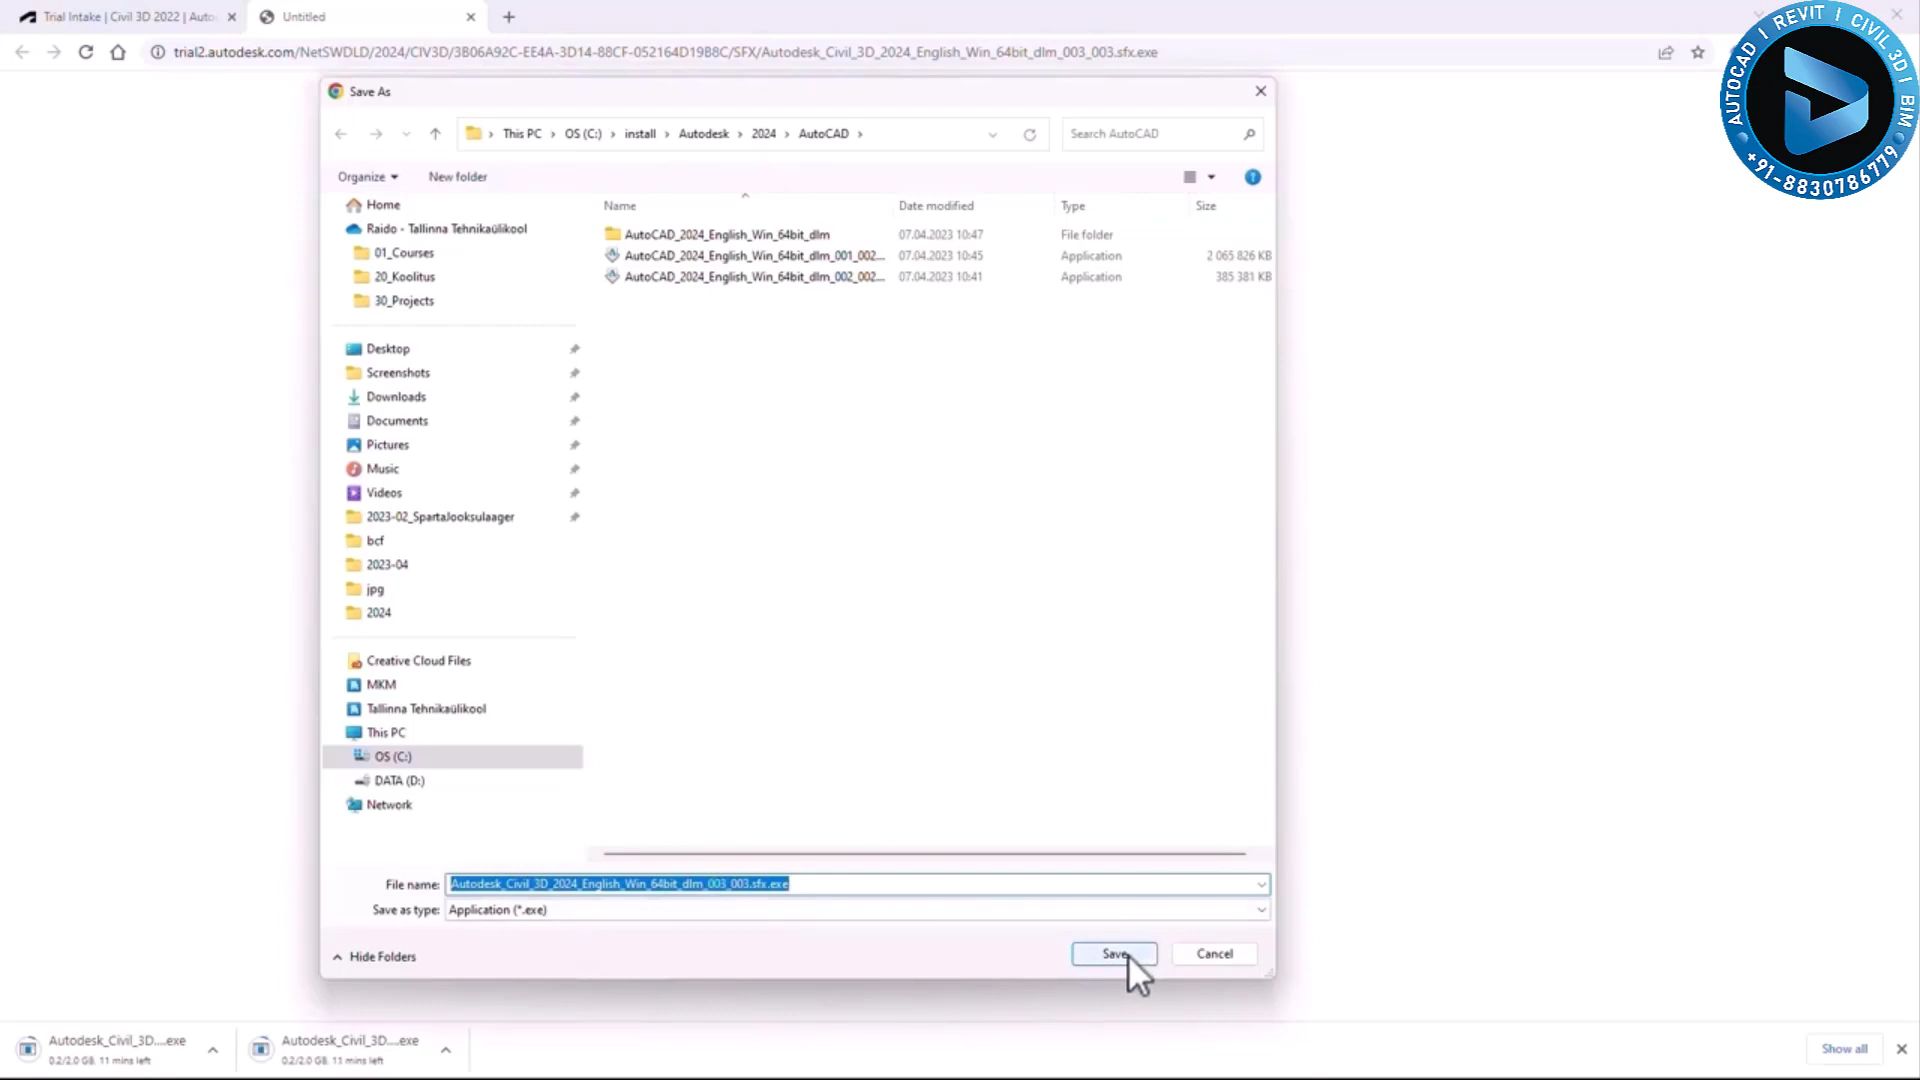 Trial Intake | Civil 3D 2022 | Auto
Untitled
trial2.autodesk.com/NetSWDLD/2024/CIV3D/3B06A92C-EE4A-3D14-88CF-052164D19B8C/SFX/Autodesk_Civil_3D_2024_English_Win_64bit_dlm_003_003.sfx.exe
AUTOCAD | REVIT | CIVIL 3D | BIM
+91-8830786779
Save As
This PC > OS (C:) > install > Autodesk > 2024 > AutoCAD >
Search AutoCAD
Organize
New folder
Name Date modified Type Size
AutoCAD_2024_English_Win_64bit_dlm 07.04.2023 10:47 File folder
AutoCAD_2024_English_Win_64bit_dlm_001_002... 07.04.2023 10:45 Application 2 065 826 KB
AutoCAD_2024_English_Win_64bit_dlm_002_002... 07.04.2023 10:41 Application 385 381 KB
Home
Raido - Tallinna Tehnikaülikool
01_Courses
20_Koolitus
30_Projects
Desktop
Screenshots
Downloads
Documents
Pictures
Music
Videos
2023-02_SpartaJooksulaager
bcf
2023-04
jpg
2024
Creative Cloud Files
MKM
Tallinna Tehnikaülikool
This PC
OS (C:)
DATA (D:)
Network
File name: Autodesk_Civil_3D_2024_English_Win_64bit_dlm_003_003.sfx.exe
Save as type: Application (*.exe)
Hide Folders
Save
Cancel
Autodesk_Civil_3D....exe
0.2/2.0 GB, 11 mins left
Autodesk_Civil_3D....exe
0.2/2.0 GB, 11 mins left
Show all